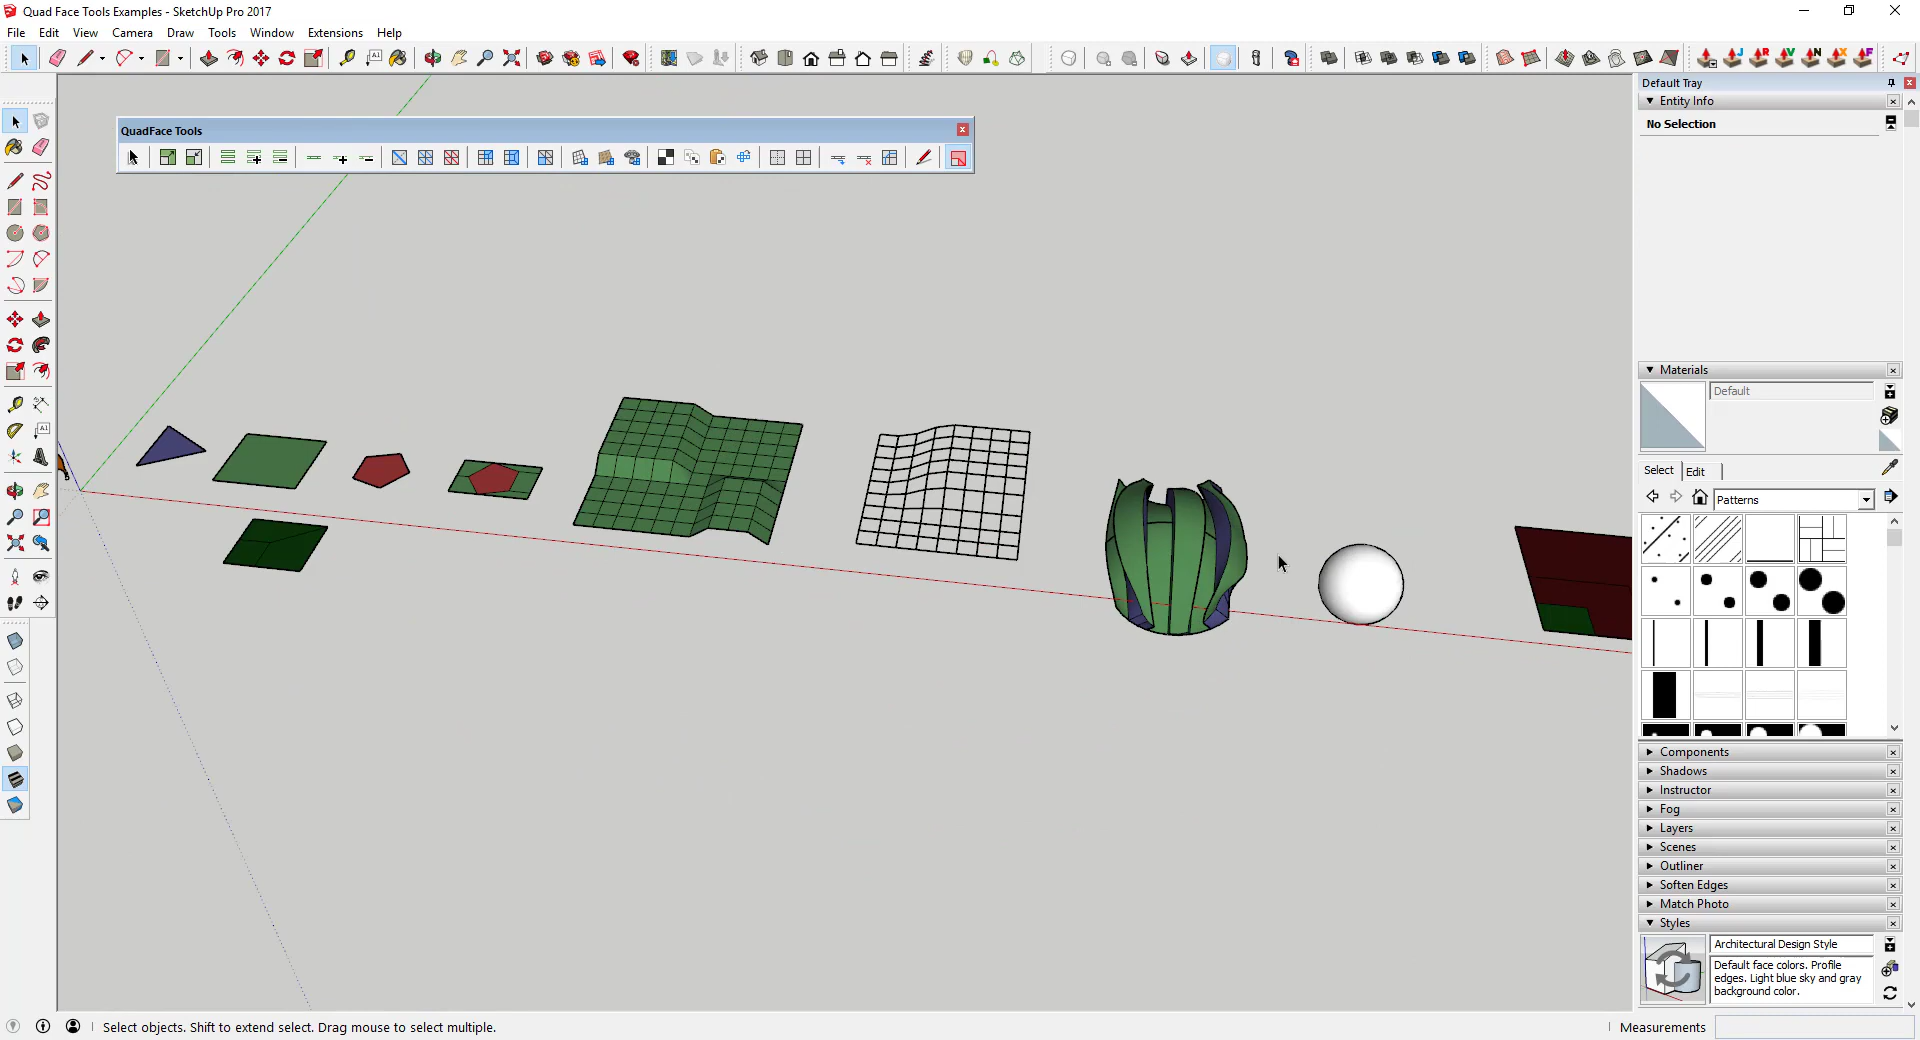 Quad Face Tools Examples - SketchUp Pro 2017
File Edit View Camera Draw Tools Window Extensions Help
Default Tray
Entity Info
No Selection
QuadFace Tools
Materials
Default
Select Edit
Patterns
Components
Shadows
Instructor
Fog
Layers
Scenes
Outliner
Soften Edges
Match Photo
Styles
Architectural Design Style
Default face colors. Profile
edges. Light blue sky and gray
background color.
Select objects. Shift to extend select. Drag mouse to select multiple.
Measurements